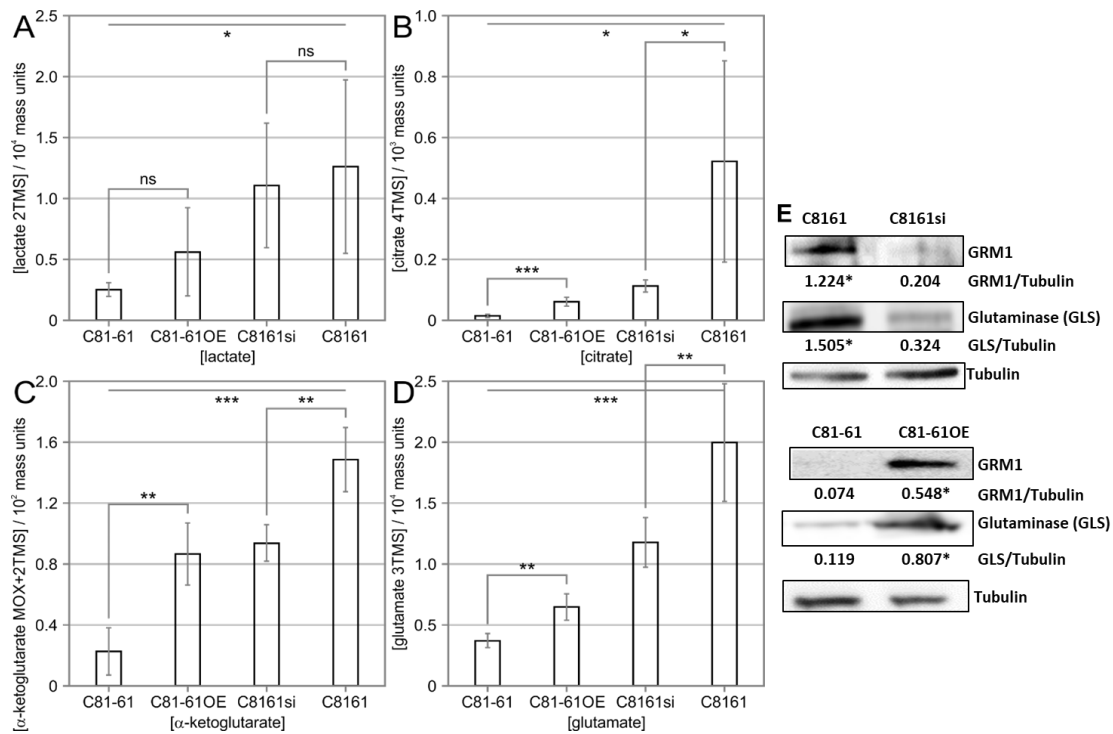 A
[lactate 2TMS] / 10⁴ mass units
2.5
2.0
1.5
1.0
0.5
0
*
ns
ns
C81-61 C81-61OE C8161si C8161
[lactate]
B
[citrate 4TMS] / 10³ mass units
1.0
0.8
0.6
0.4
0.2
0
* *
***
C81-61 C81-61OE C8161si C8161
[citrate]
C
[α-ketoglutarate MOX+2TMS] / 10² mass units
2.0
1.6
1.2
0.8
0.4
0
*** **
**
C81-61 C81-61OE C8161si C8161
[α-ketoglutarate]
D
[glutamate 3TMS] / 10⁴ mass units
2.5
2.0
1.5
1.0
0.5
0
**
***
**
C81-61 C81-61OE C8161si C8161
[glutamate]
E
C8161 C8161si
GRM1
1.224* 0.204 GRM1/Tubulin
Glutaminase (GLS)
1.505* 0.324 GLS/Tubulin
Tubulin
C81-61 C81-61OE
GRM1
0.074 0.548* GRM1/Tubulin
Glutaminase (GLS)
0.119 0.807* GLS/Tubulin
Tubulin